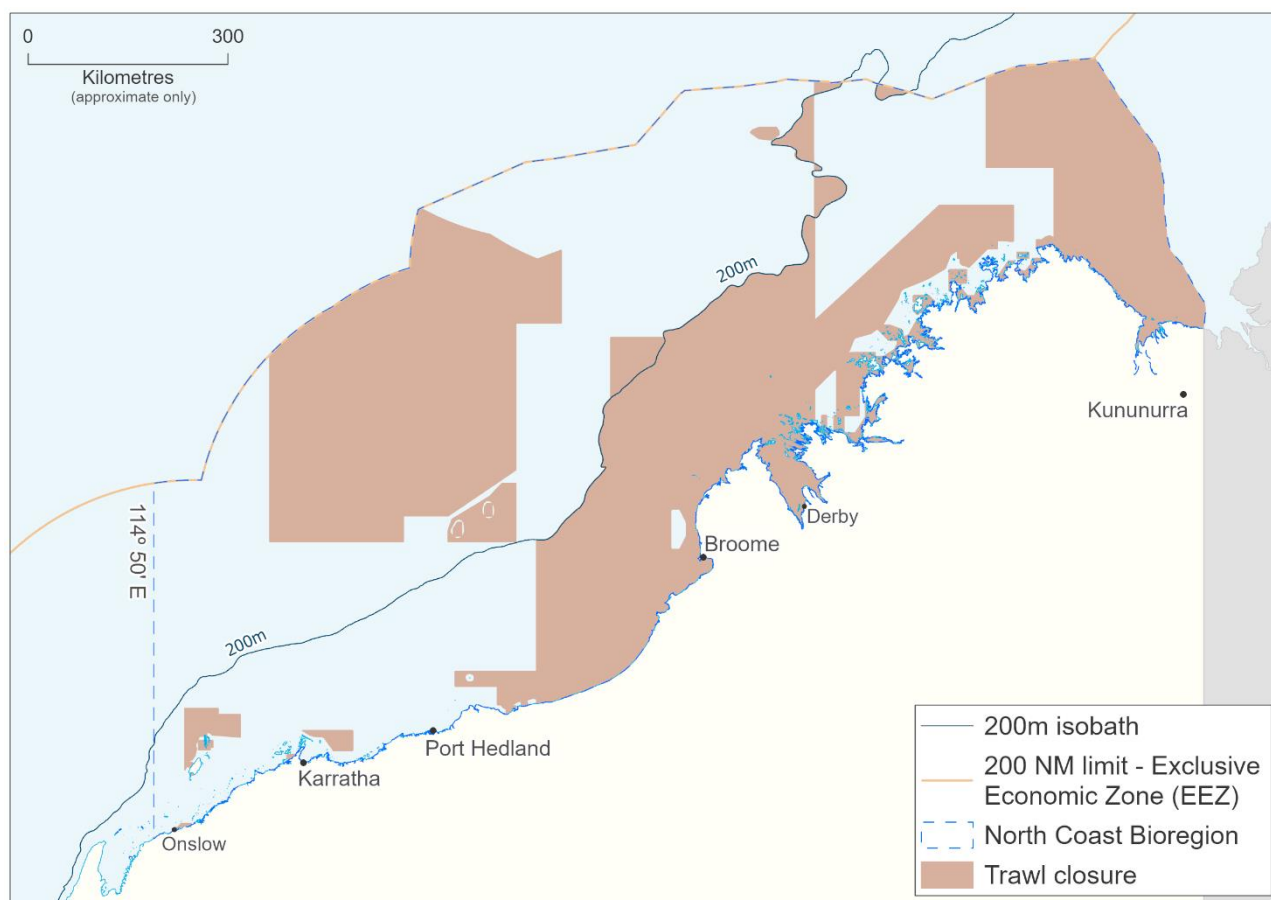 0 300
Kilometres
(approximate only)
200m
Kununurra
114º 50' E
Derby
Broome
200m
Port Hedland
Karratha
Onslow
200m isobath
200 NM limit - Exclusive
Economic Zone (EEZ)
North Coast Bioregion
Trawl closure